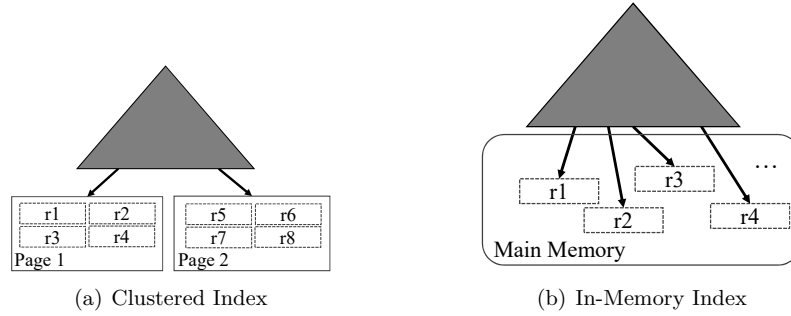 r1 r2
r3 r4
Page 1
r5 r6
r7 r8
Page 2
(a) Clustered Index
r1
r2
r3
r4
...
Main Memory
(b) In-Memory Index